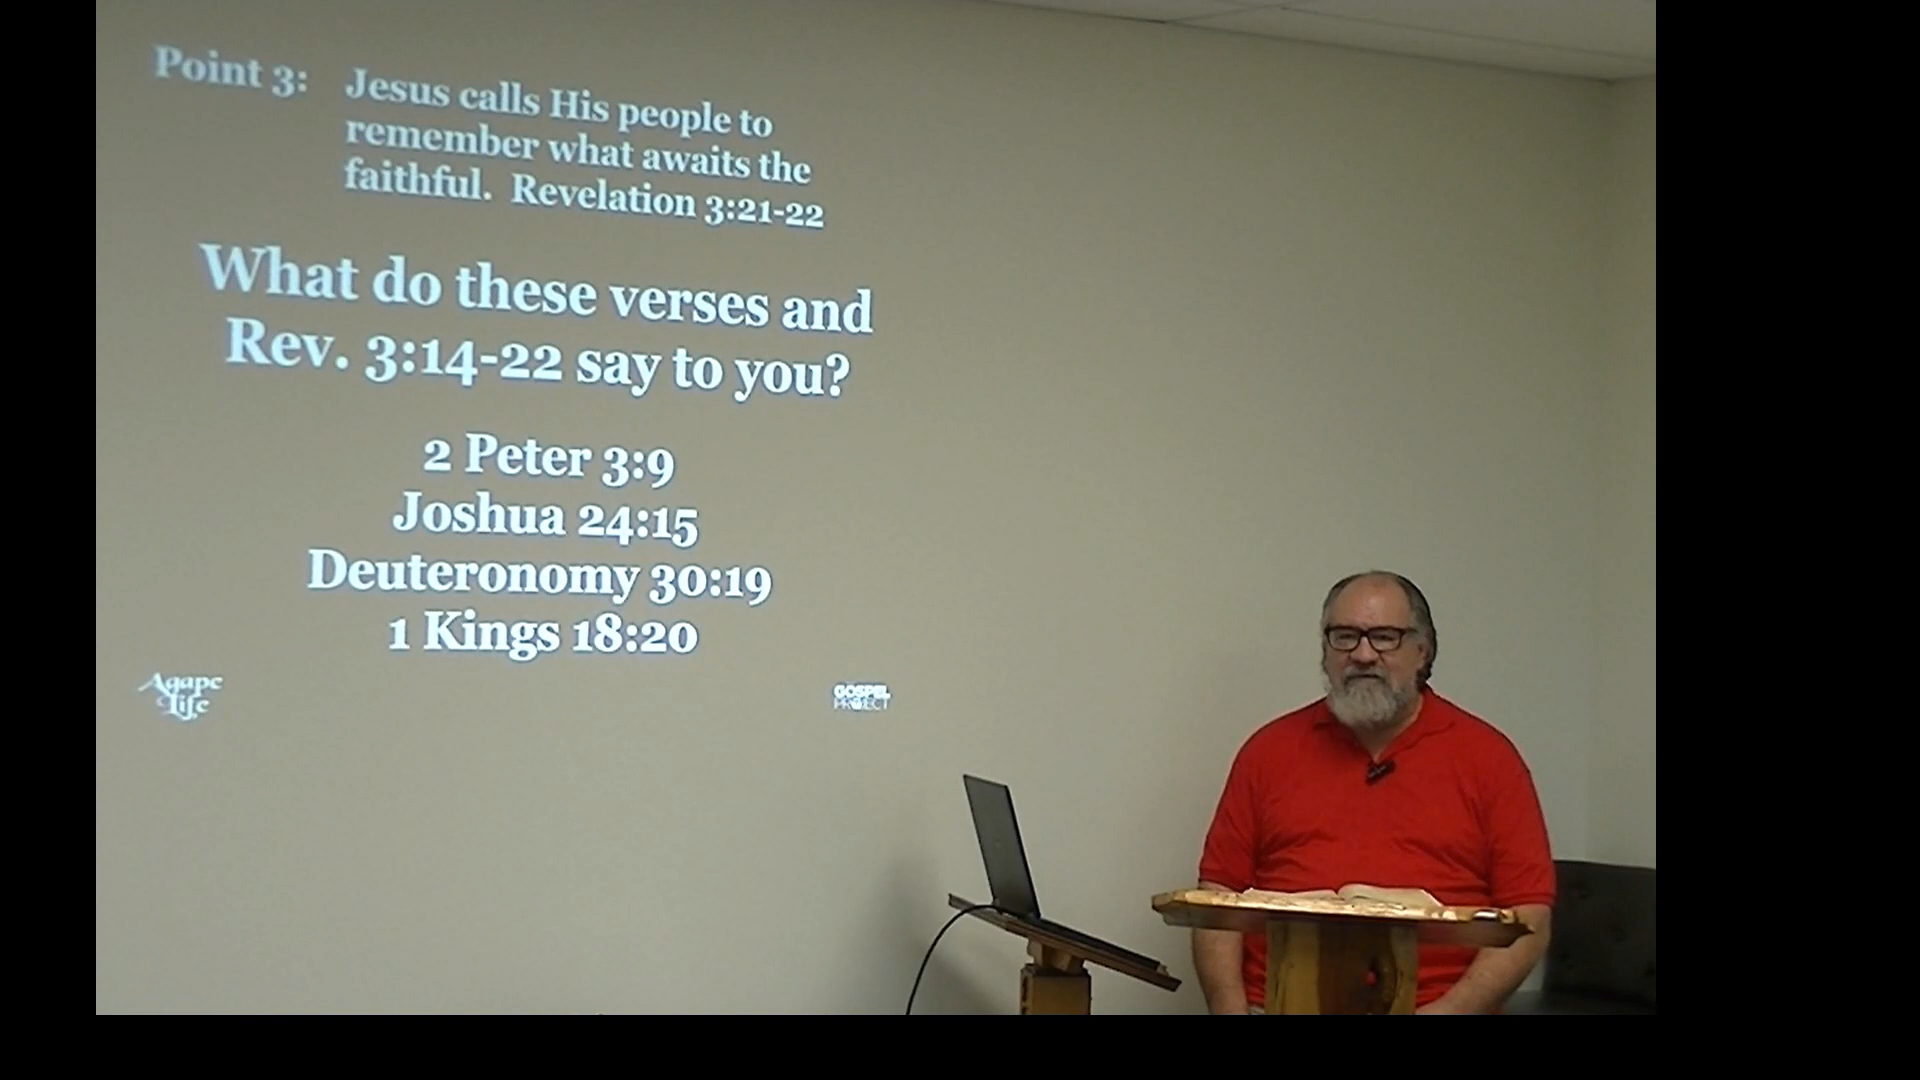 Point 3: Jesus calls His people to
remember what awaits the
faithful. Revelation 3:21-22
What do these verses and
Rev. 3:14-22 say to you?
2 Peter 3:9
Joshua 24:15
Deuteronomy 30:19
1 Kings 18:20
Agape
Life
GOSPEL
PROJECT